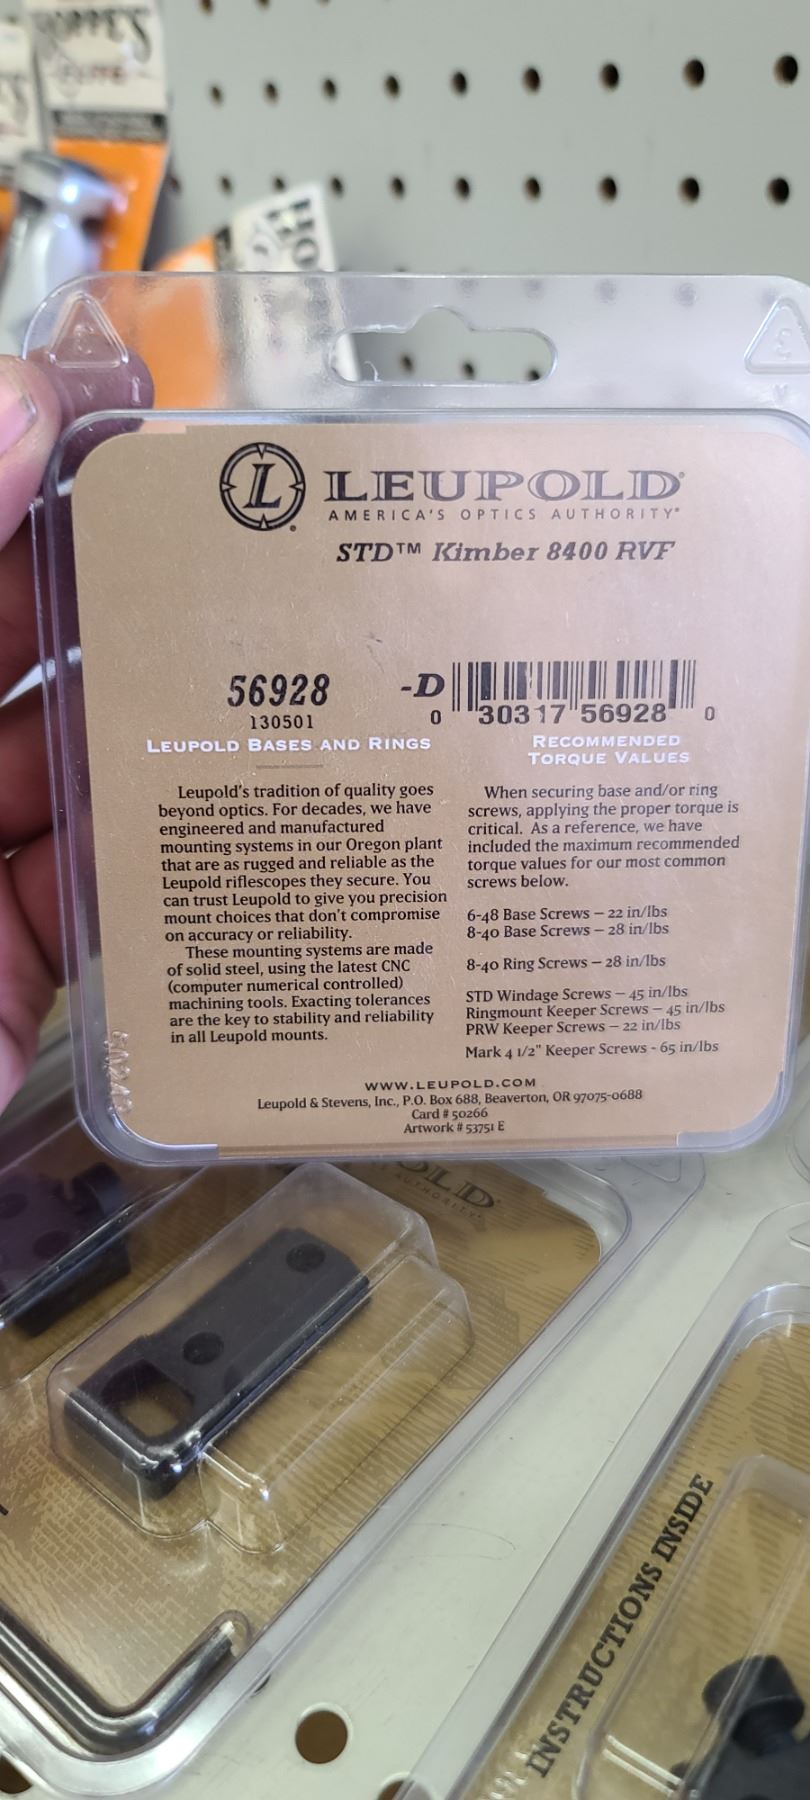 HO
L
LEUPOLD®
AMERICA'S OPTICS AUTHORITY®
STD™ Kimber 8400 RVF
56928
130501
-D
0 30317 56928 0
LEUPOLD BASES AND RINGS
Leupold's tradition of quality goes
beyond optics. For decades, we have
engineered and manufactured
mounting systems in our Oregon plant
that are as rugged and reliable as the
Leupold riflescopes they secure. You
can trust Leupold to give you precision
mount choices that don't compromise
on accuracy or reliability.
These mounting systems are made
of solid steel, using the latest CNC
(computer numerical controlled)
machining tools. Exacting tolerances
are the key to stability and reliability
in all Leupold mounts.
RECOMMENDED
TORQUE VALUES
When securing base and/or ring
screws, applying the proper torque is
critical. As a reference, we have
included the maximum recommended
torque values for our most common
screws below.
6-48 Base Screws – 22 in/lbs
8-40 Base Screws – 28 in/lbs
8-40 Ring Screws – 28 in/lbs
STD Windage Screws – 45 in/lbs
Ringmount Keeper Screws – 45 in/lbs
PRW Keeper Screws – 22 in/lbs
Mark 4 1/2" Keeper Screws - 65 in/lbs
WWW.LEUPOLD.COM
Leupold & Stevens, Inc., P.O. Box 688, Beaverton, OR 97075-0688
Card # 50266
Artwork # 53751 E
OLD
AUTHORITY®
INSTRUCTIONS INSIDE